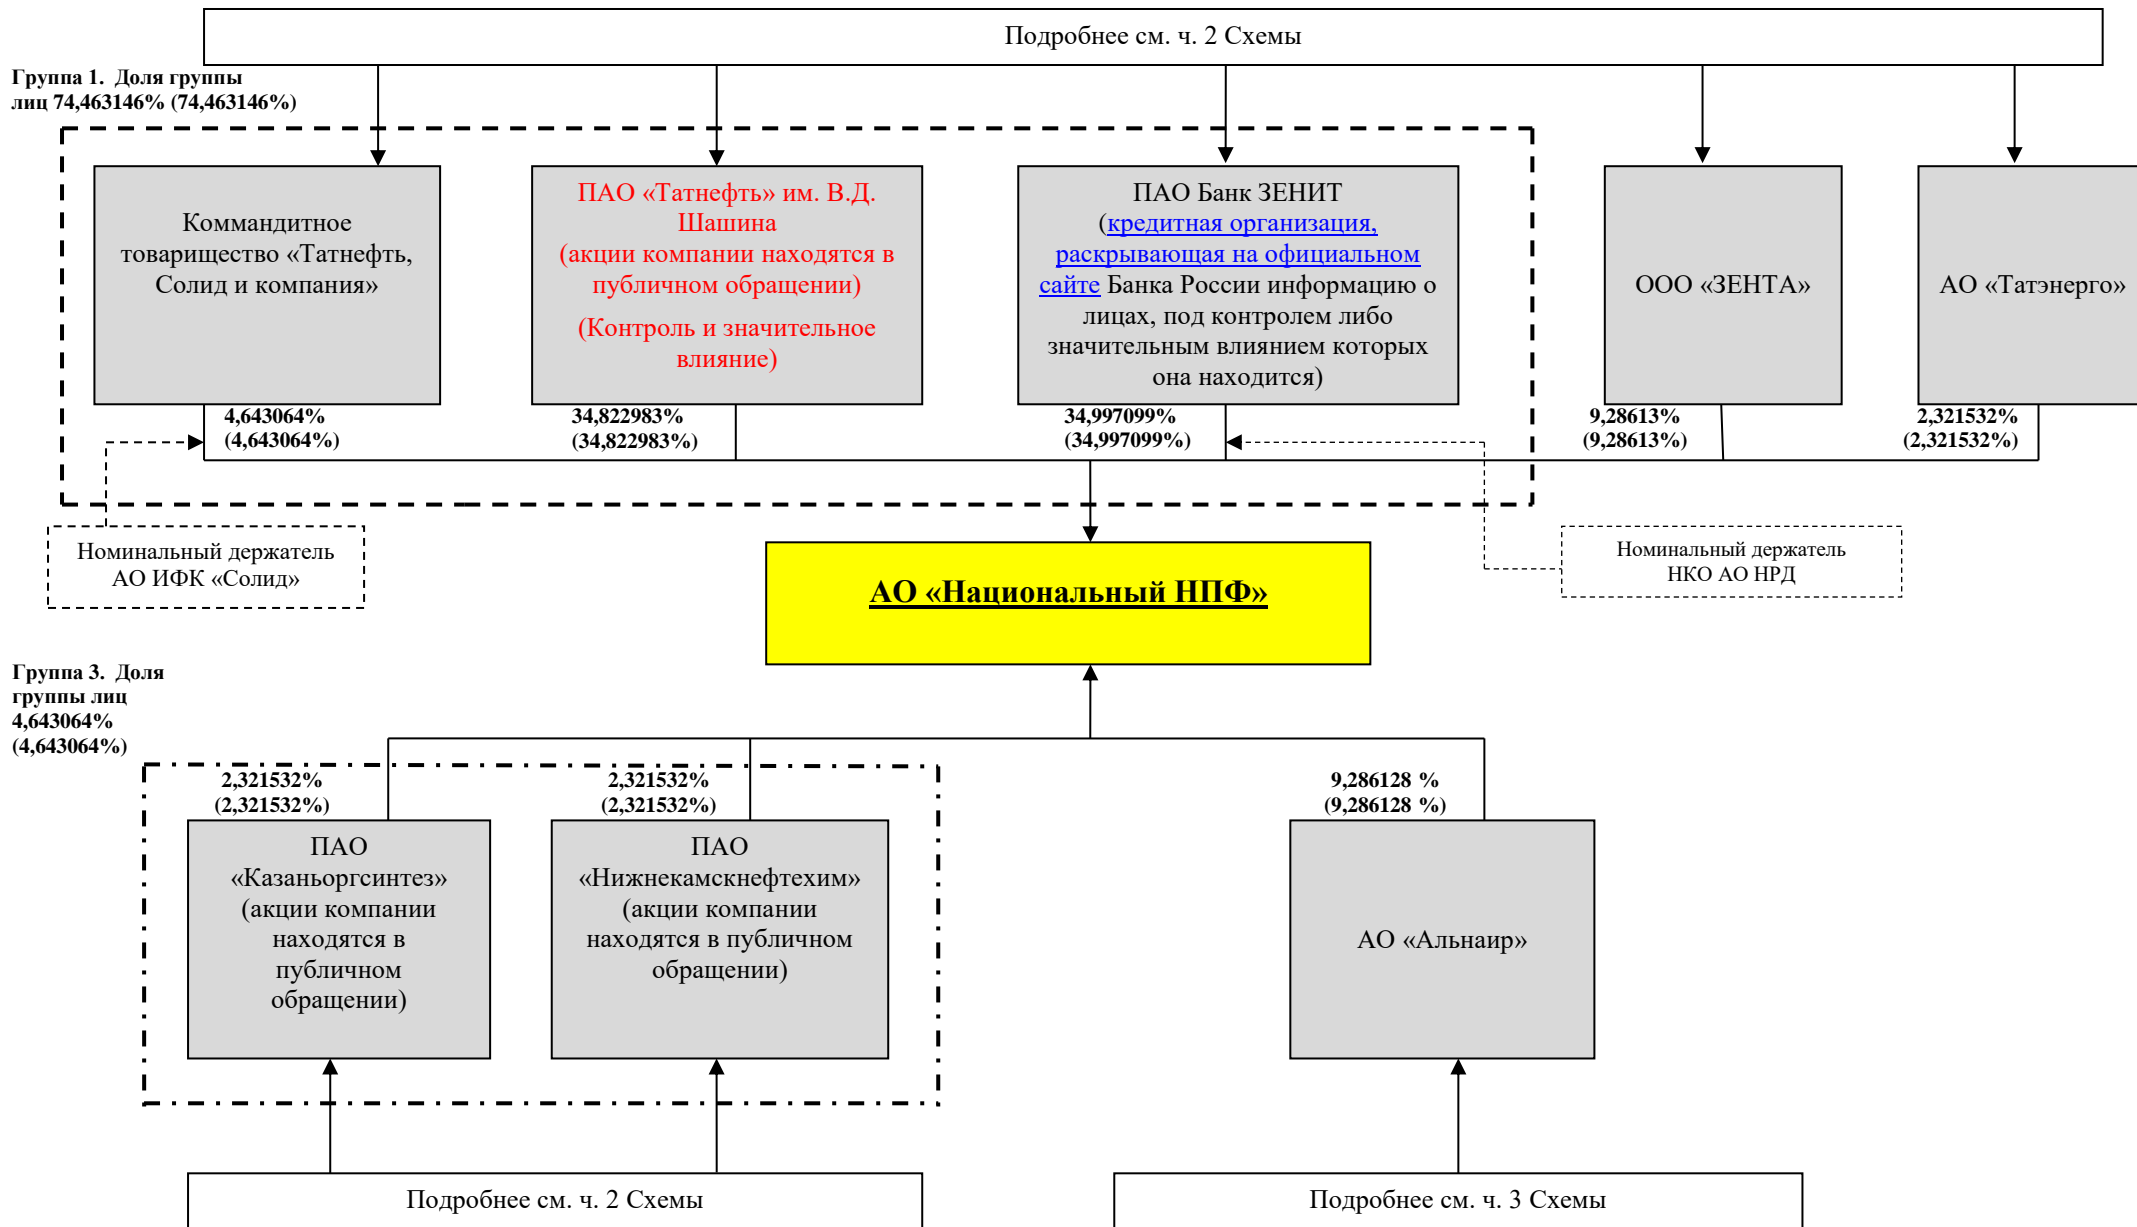 Подробнее см. ч. 2 Схемы
Группа 1.  Доля группы
лиц 74,463146% (74,463146%)
Коммандитное
товарищество «Татнефть,
Солид и компания»
ПАО «Татнефть» им. В.Д.
Шашина
(акции компании находятся в
публичном обращении)
(Контроль и значительное
влияние)
ПАО Банк ЗЕНИТ
(кредитная организация,
раскрывающая на официальном
сайте Банка России информацию о
лицах, под контролем либо
значительным влиянием которых
она находится)
ООО «ЗЕНТА»
АО «Татэнерго»
4,643064%
(4,643064%)
34,822983%
(34,822983%)
34,997099%
(34,997099%)
9,28613%
(9,28613%)
2,321532%
(2,321532%)
Номинальный держатель
АО ИФК «Солид»
АО «Национальный НПФ»
Номинальный держатель
НКО АО НРД
Группа 3.  Доля
группы лиц
4,643064%
(4,643064%)
2,321532%
(2,321532%)
2,321532%
(2,321532%)
9,286128 %
(9,286128 %)
ПАО
«Казаньоргсинтез»
(акции компании
находятся в
публичном
обращении)
ПАО
«Нижнекамскнефтехим»
(акции компании
находятся в публичном
обращении)
АО «Альнаир»
Подробнее см. ч. 2 Схемы
Подробнее см. ч. 3 Схемы